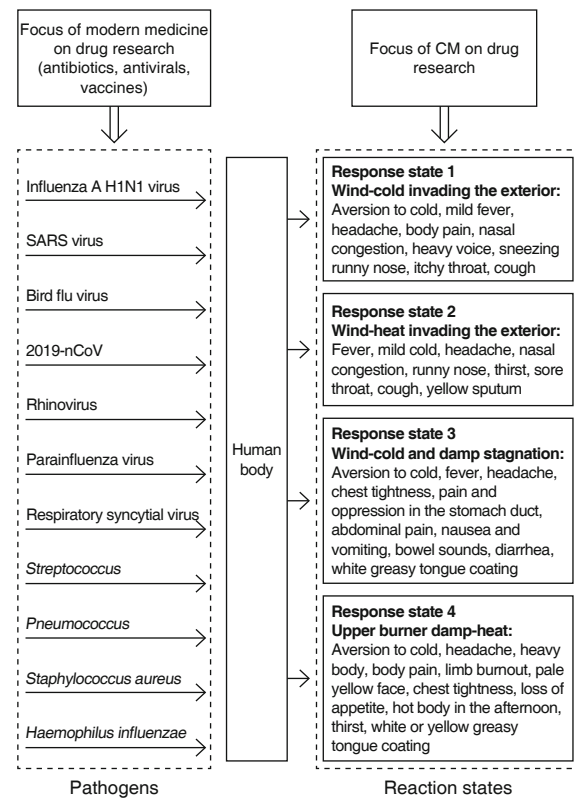 Focus of modern medicine
on drug research
(antibiotics, antivirals,
vaccines)
Focus of CM on drug
research
Influenza A H1N1 virus
SARS virus
Bird flu virus
2019-nCoV
Rhinovirus
Parainfluenza virus
Respiratory syncytial virus
Streptococcus
Pneumococcus
Staphylococcus aureus
Haemophilus influenzae
Pathogens
Human
body
Response state 1
Wind-cold invading the exterior:
Aversion to cold, mild fever,
headache, body pain, nasal
congestion, heavy voice, sneezing
runny nose, itchy throat, cough
Response state 2
Wind-heat invading the exterior:
Fever, mild cold, headache, nasal
congestion, runny nose, thirst, sore
throat, cough, yellow sputum
Response state 3
Wind-cold and damp stagnation:
Aversion to cold, fever, headache,
chest tightness, pain and
oppression in the stomach duct,
abdominal pain, nausea and
vomiting, bowel sounds, diarrhea,
white greasy tongue coating
Response state 4
Upper burner damp-heat:
Aversion to cold, headache, heavy
body, body pain, limb burnout, pale
yellow face, chest tightness, loss of
appetite, hot body in the afternoon,
thirst, white or yellow greasy
tongue coating
Reaction states